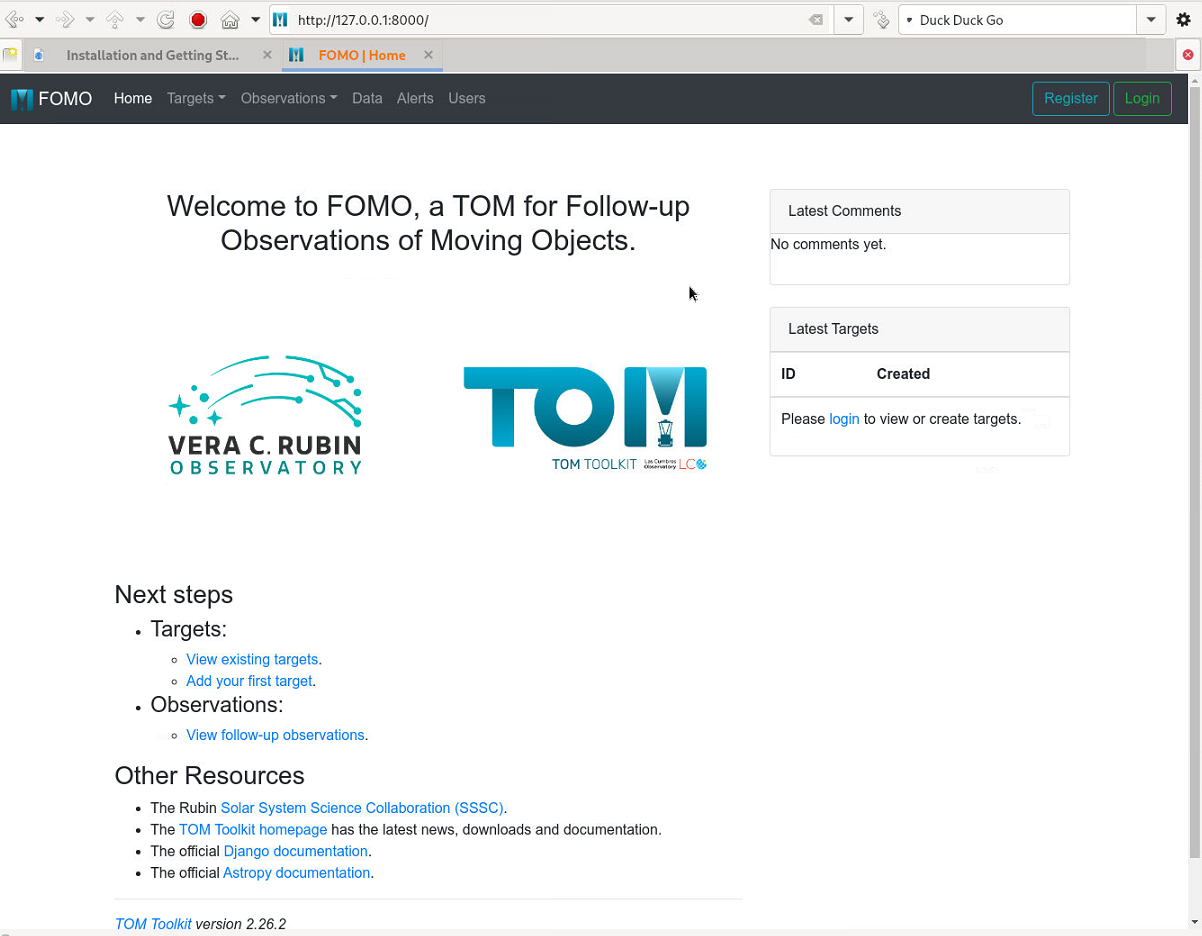 http://127.0.0.1:8000/
Duck Duck Go
Installation and Getting St...
FOMO | Home
FOMO Home Targets Observations Data Alerts Users Register Login
Welcome to FOMO, a TOM for Follow-up
Observations of Moving Objects.
Latest Comments
No comments yet.
Latest Targets
ID Created
Please login to view or create targets.
VERA C. RUBIN
OBSERVATORY
TOM
TOM TOOLKIT
Las Cumbres
Observatory
LCO
Next steps
Targets:
View existing targets.
Add your first target.
Observations:
View follow-up observations.
Other Resources
The Rubin Solar System Science Collaboration (SSSC).
The TOM Toolkit homepage has the latest news, downloads and documentation.
The official Django documentation.
The official Astropy documentation.
TOM Toolkit version 2.26.2